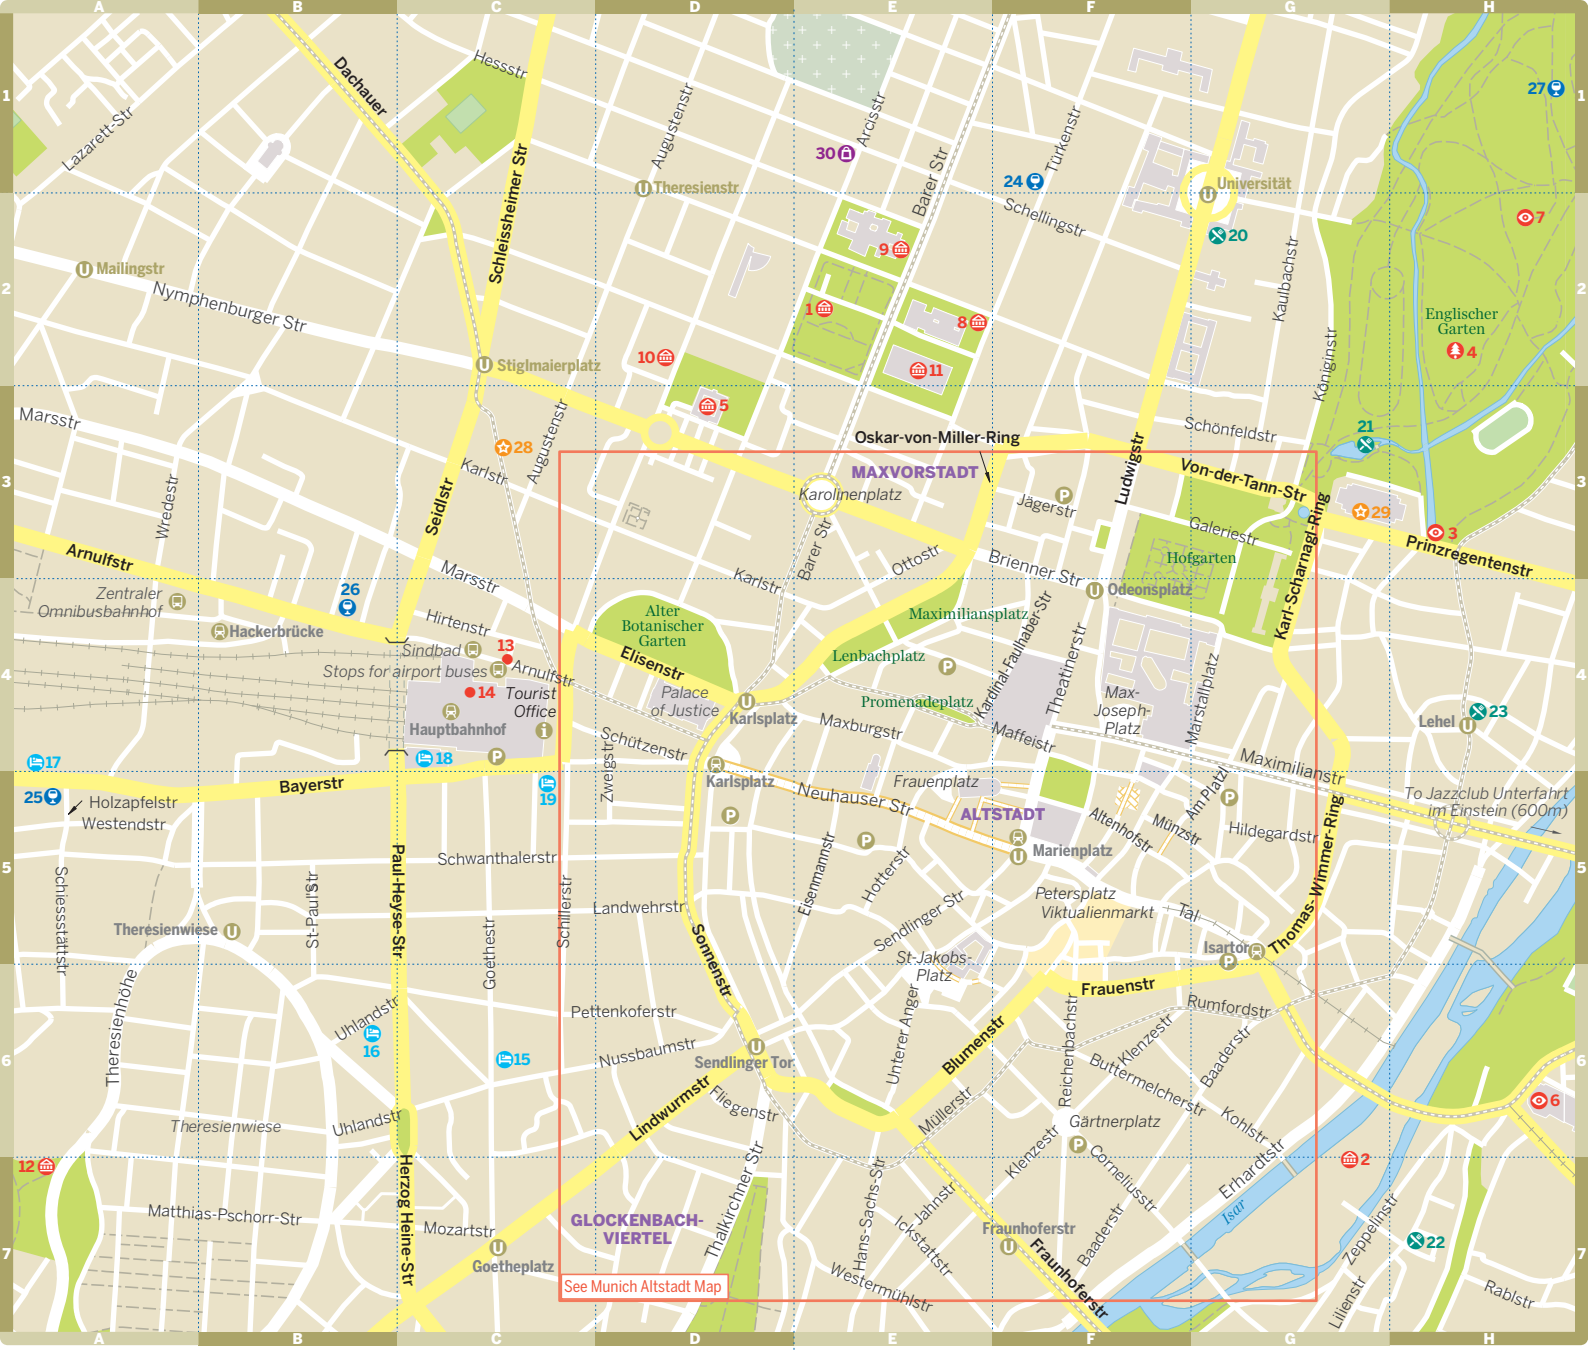 A B C D E F G H
1
Dachauer
Hessstr
Lazarett-Str
Augustenstr
Arcisstr
Türkenstr
27
1
30
24
Barer Str
Schleissheimer Str
Theresienstr
Universität
Schellingstr
20
7
9
Mailingstr
Kaulbachstr
2
Nymphenburger Str
1
8
Englischer
Garten
4
2
10
11
Stiglmaierplatz
Königinstr
5
Marsstr
Augustenstr
28
Oskar-von-Miller-Ring
Schönfeldstr
21
Ludwigstr
Karlstr
MAXVORSTADT
Von-der-Tann-Str
3
Wredestr
Seidlstr
Karolinenplatz
P
Jägerstr
29
3
Galeriestr
3
Arnulfstr
Barer Str
Ottostr
Hofgarten
Prinzregentenstr
Brienner Str
Marsstr
Karlstr
Karl-Scharnagl-Ring
Zentraler
Omnibusbahnhof
26
Odeonsplatz
Hackerbrücke
Hirtenstr
Alter
Botanischer
Garten
Maximiliansplatz
Kardinal-Faulhaber-Str
Theatinerstr
Sindbad
13
Elisenstr
Lenbachplatz
P
4
Stops for airport buses
Arnulfstr
14
Tourist
Office
Palace
of Justice
Promenadeplatz
Max-
Joseph-
Platz
Marstallplatz
4
Hauptbahnhof
Karlsplatz
Maxburgstr
Maffeistr
Lehel
23
Schützenstr
Zweigstr
Maximilianstr
17
18
P
Karlsplatz
Frauenplatz
25
Holzapfelstr
Westendstr
Bayerstr
19
Neuhauser Str
P
ALTSTADT
Altenhofstr
Münzstr
Am Platzl
P
Hildegardstr
To Jazzclub Unterfahrt
im Einstein (600m)
P
Marienplatz
Schwanthalerstr
Eisenmannstr
Hotterstr
5
Schiessstättstr
St-Paul-Str
Paul-Heyse-Str
Schillerstr
Thomas-Wimmer-Ring
5
Theresienwiese
Goethestr
Landwehrstr
Sonnenstr
Sendlinger Str
Petersplatz
Viktualienmarkt
Tal
Isartor
P
St-Jakobs-
Platz
Theresienhöhe
Uhlandstr
16
Pettenkoferstr
Frauenstr
Rumfordstr
15
Nussbaumstr
Sendlinger Tor
Unterer Anger
Blumenstr
Reichenbachstr
Klenzestr
Baaderstr
6
6
Buttermelcherstr
Lindwurmstr
Fliegenstr
Müllerstr
6
Theresienwiese
Uhlandstr
Gärtnerplatz
P
Kohlstr
Klenzestr
Corneliusstr
Erhardtstr
2
12
Herzog Heine-Str
Thalkirchner Str
Hans-Sachs-Str
Isar
Matthias-Pschorr-Str
Mozartstr
GLOCKENBACH-
VIERTEL
Jahnstr
Ickstattstr
Fraunhoferstr
Baaderstr
Zeppelinstr
22
7
Goetheplatz
Fraunhoferstr
7
See Munich Altstadt Map
Westermühlstr
Lilienstr
Rablstr
A B C D E F G H